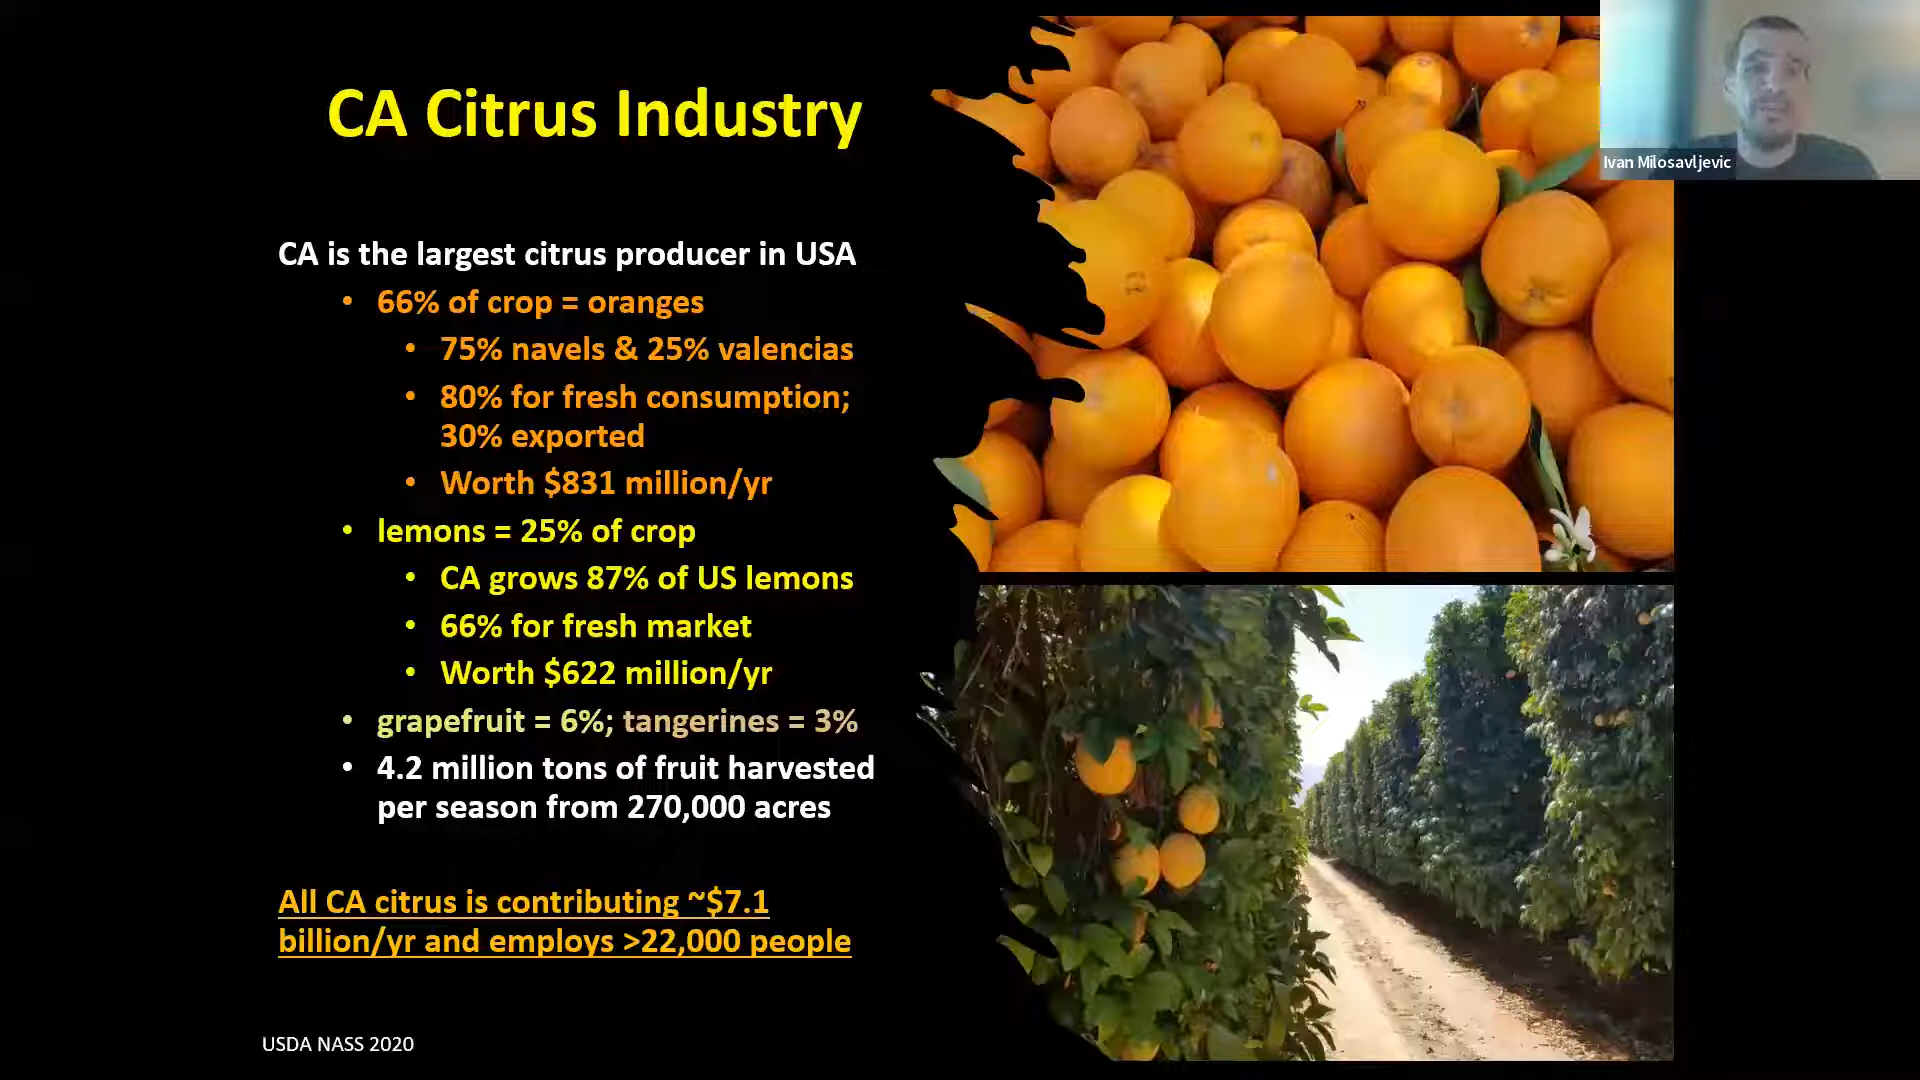 CA Citrus Industry
Ivan Milosavljevic
CA is the largest citrus producer in USA
• 66% of crop = oranges
• 75% navels & 25% valencias
• 80% for fresh consumption;
30% exported
• Worth $831 million/yr
• lemons = 25% of crop
• CA grows 87% of US lemons
• 66% for fresh market
• Worth $622 million/yr
• grapefruit = 6%; tangerines = 3%
• 4.2 million tons of fruit harvested
per season from 270,000 acres
All CA citrus is contributing ~$7.1
billion/yr and employs >22,000 people
USDA NASS 2020